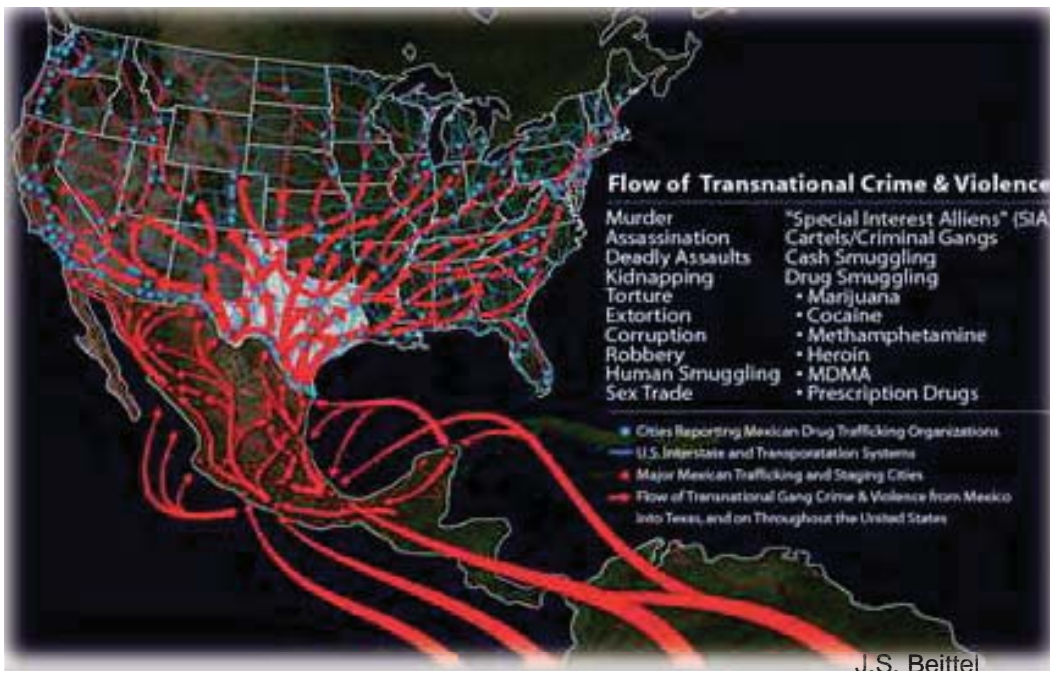 Flow of Transnational Crime & Violence
Murder
Assassination
Deadly Assaults
Kidnapping
Torture
Extortion
Corruption
Robbery
Human Smuggling
Sex Trade
"Special Interest Alliens" (SIA
Cartels/Criminal Gangs
Cash Smuggling
Drug Smuggling
• Marijuana
• Cocaine
• Methamphetamine
• Heroin
• MDMA
• Prescription Drugs
Cities Reporting Mexican Drug Trafficking Organizations
U.S. Interstate and Transporatation Systems
Major Mexican Trafficking and Staging Cities
Flow of Transnational Gang Crime & Violence from Mexico
Into Texas, and on Throughout the United States
J.S. Beittel